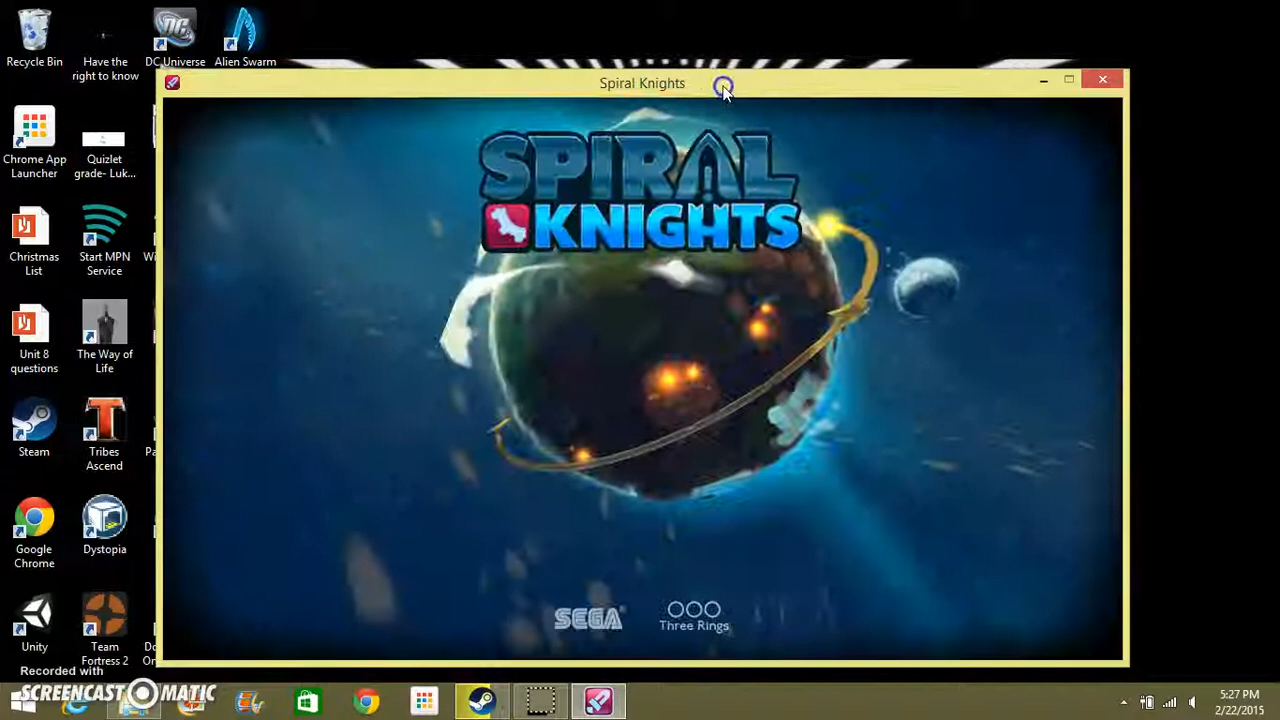 Recycle Bin
Have the
right to know
DC Universe
Alien Swarm
Spiral Knights
SPIRAL
KNIGHTS
Chrome App
Launcher
Quizlet
grade- Luk...
Christmas
List
Start MPN
Service
Unit 8
questions
The Way of
Life
Steam
Tribes
Ascend
Google
Chrome
Dystopia
Unity
Team
Fortress 2
SEGA
Three Rings
Recorded with
SCREENCAST MATIC
5:27 PM
2/22/2015